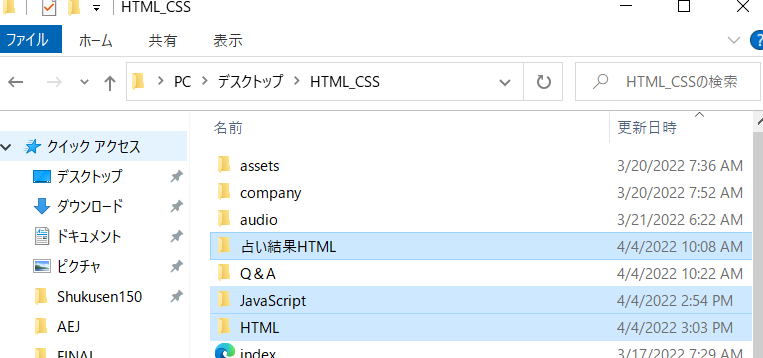 HTML_CSS
ファイル ホーム 共有 表示
PC デスクトップ HTML_CSS HTML_CSSの検索
名前 更新日時
クイック アクセス
デスクトップ
ダウンロード
ドキュメント
ピクチャ
Shukusen150
AEJ
FINAL
assets 3/20/2022 7:36 AM
company 3/20/2022 7:52 AM
audio 3/21/2022 6:22 AM
占い結果HTML 4/4/2022 10:08 AM
Q&A 4/4/2022 10:22 AM
JavaScript 4/4/2022 2:54 PM
HTML 4/4/2022 3:03 PM
index 3/17/2022 7:29 AM